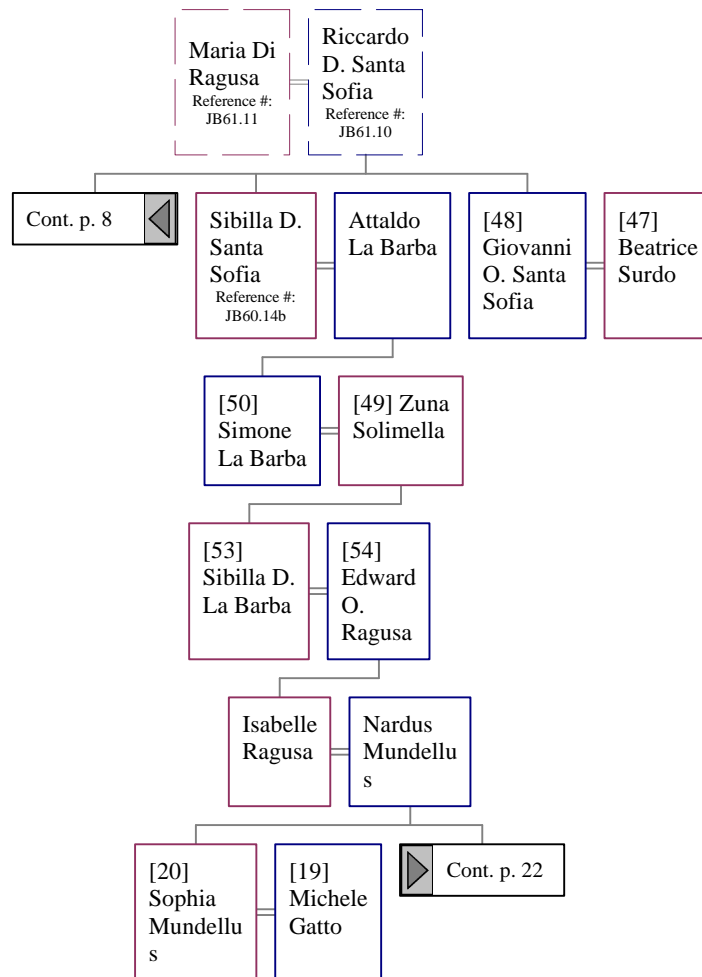 Maria Di
Ragusa
Reference #:
JB61.11
Riccardo
D. Santa
Sofia
Reference #:
JB61.10
Cont. p. 8
Sibilla D.
Santa
Sofia
Reference #:
JB60.14b
Attaldo
La Barba
[48]
Giovanni
O. Santa
Sofia
[47]
Beatrice
Surdo
[50]
Simone
La Barba
[49] Zuna
Solimella
[53]
Sibilla D.
La Barba
[54]
Edward
O.
Ragusa
Isabelle
Ragusa
Nardus
Mundellu
s
[20]
Sophia
Mundellu
s
[19]
Michele
Gatto
Cont. p. 22